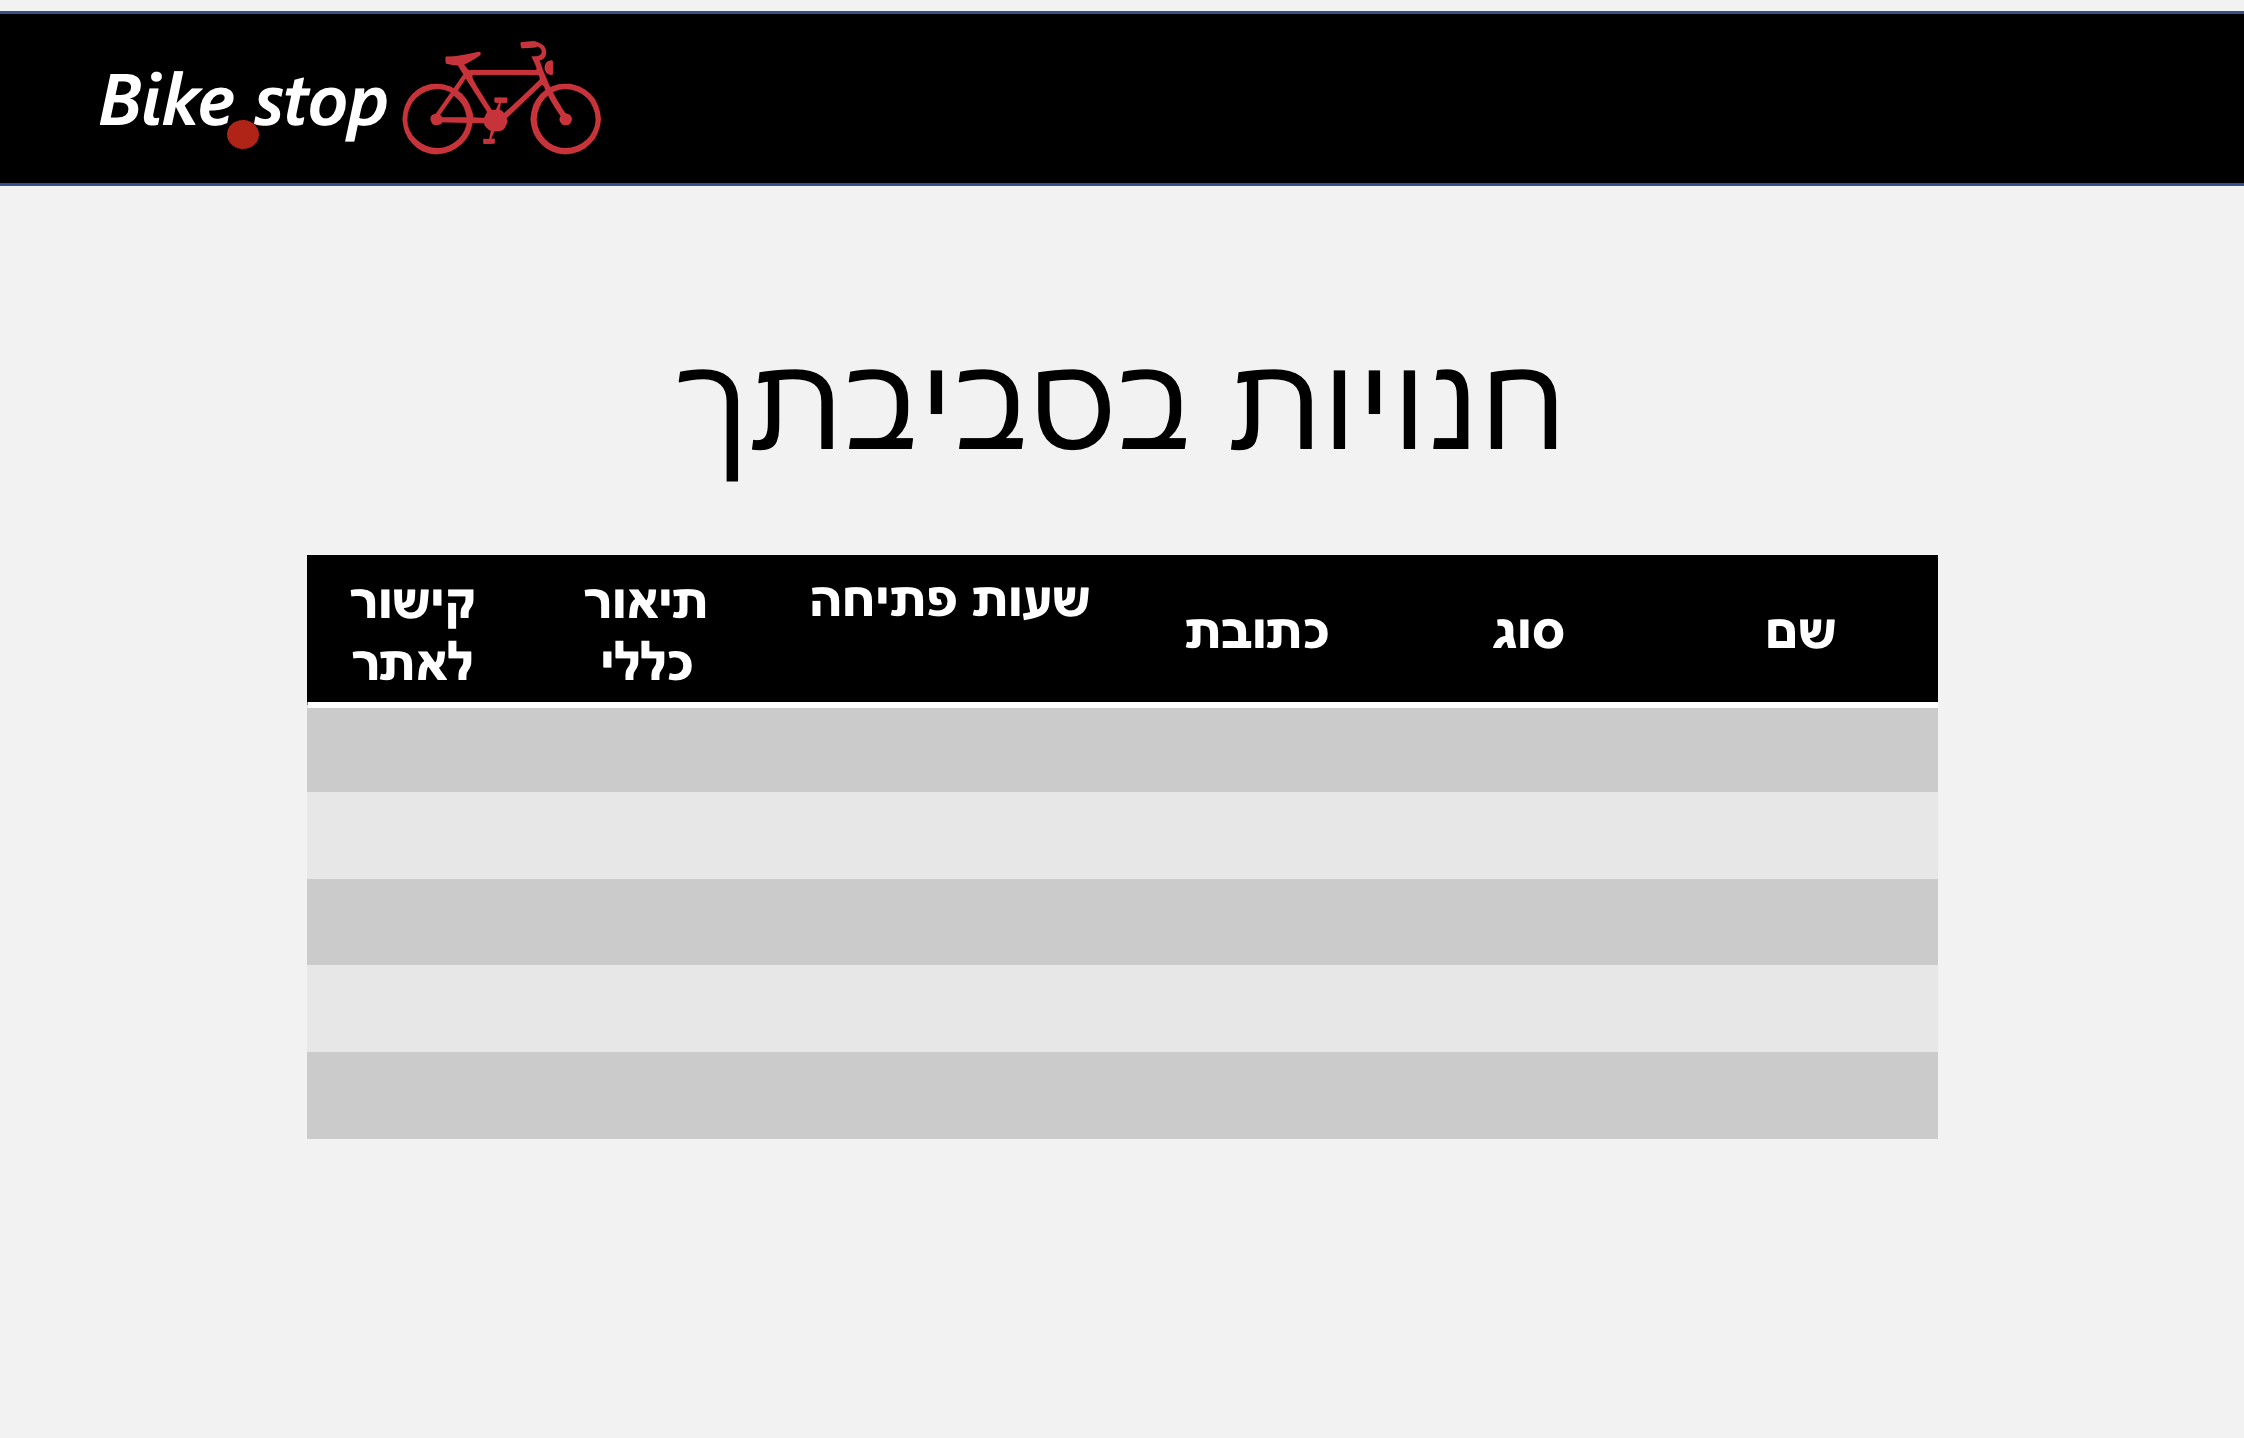 Bike stop
חנויות בסביבתך
שם
סוג
כתובת
שעות פתיחה
תיאור
כללי
קישור
לאתר